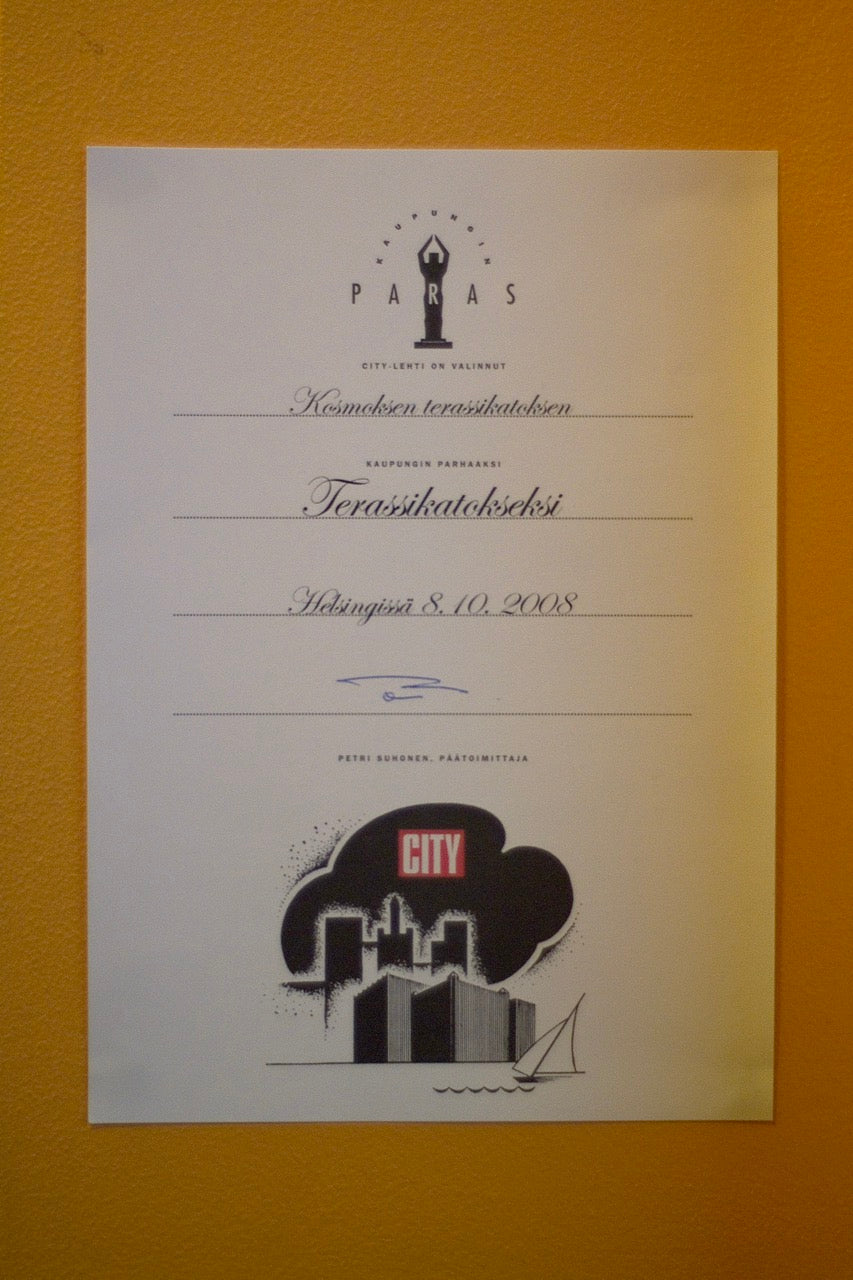 KAUPUNGIN
PARAS
CITY-LEHTI ON VALINNUT
Kosmoksen terassikatoksen
KAUPUNGIN PARHAAKSI
Terassikatokseksi
Helsingissä 8.10. 2008
PETRI SUHONEN, PÄÄTOIMITTAJA
CITY